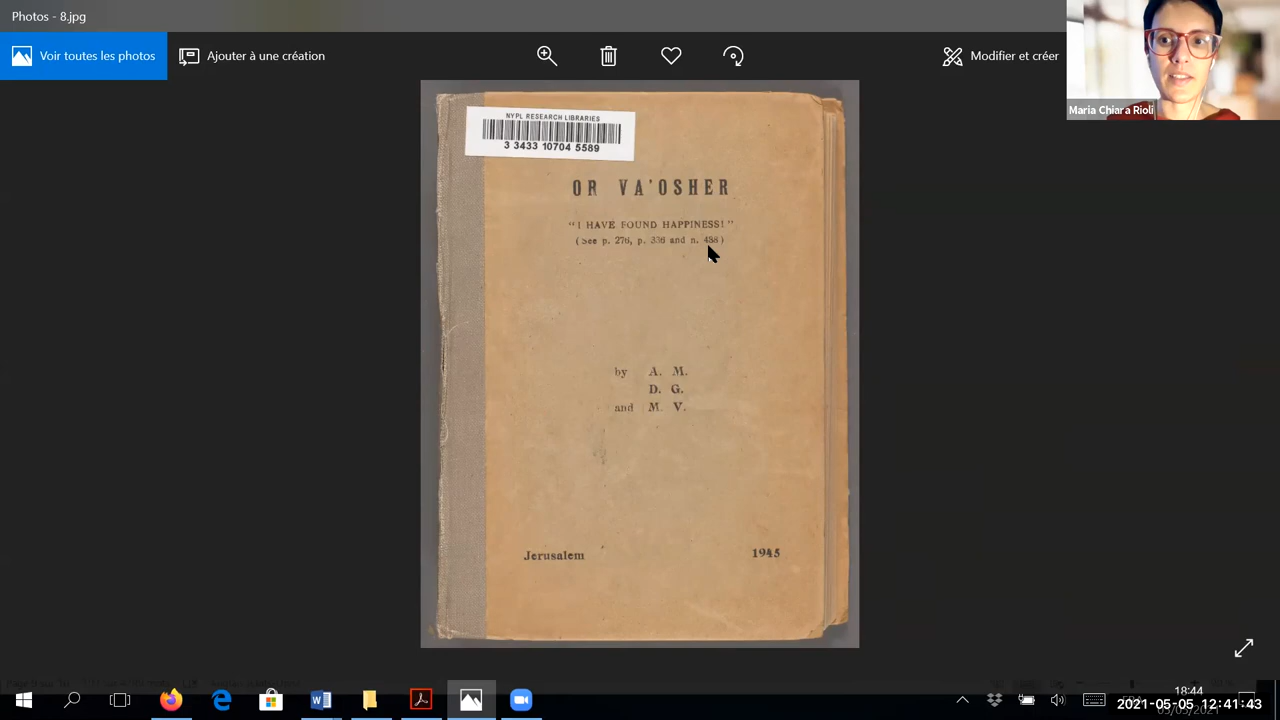 Photos - 8.jpg
Voir toutes les photos
Ajouter à une création
Modifier et créer
Maria Chiara Rioli
NYPL RESEARCH LIBRARIES
3 3433 10704 5589
OR VA'OSHER
"I HAVE FOUND HAPPINESS!"
(See p. 276, p. 336 and n. 488)
by A. M.
D. G.
and M. V.
Jerusalem 1945
18:44
2021-05-05 12:41:43